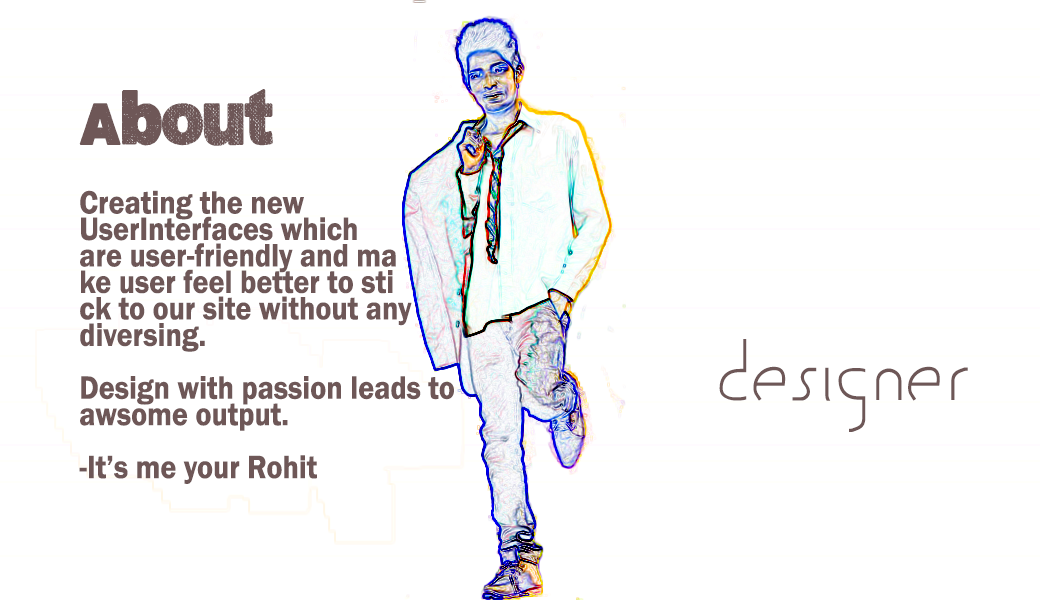 About
Creating the new
UserInterfaces which
are user-friendly and ma
ke user feel better to sti
ck to our site without any
diversing.
Design with passion leads to
awsome output.
-It’s me your Rohit
designer